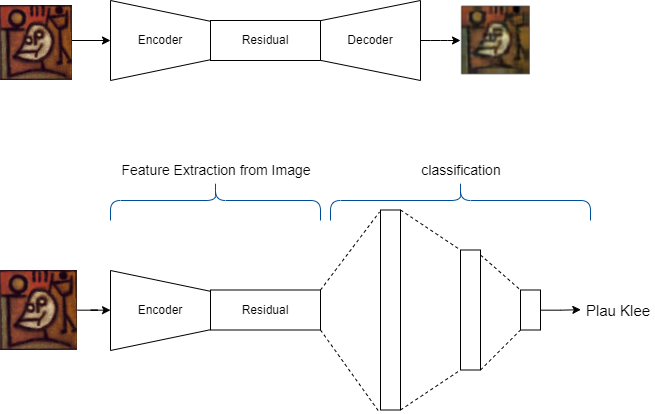 Encoder Residual Decoder
Feature Extraction from Image classification
Encoder Residual Plau Klee